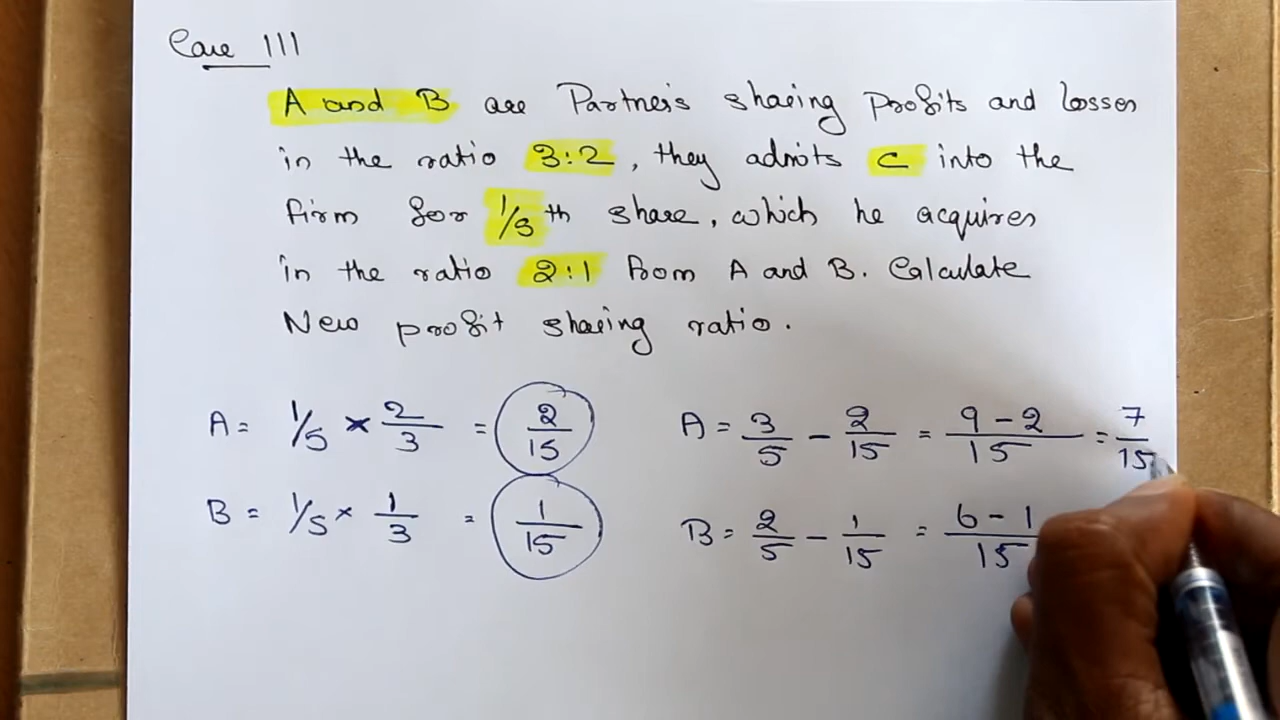 Case III
A and B are Partners sharing Profits and losses
in the ratio 3:2, they admits C into the
firm for 1/5th share, which he acquires
in the ratio 2:1 from A and B. Calculate
New profit sharing ratio.
A = 1/5 × 2/3 = 2/15
B = 1/5 × 1/3 = 1/15
A = 3/5 - 2/15 = 9-2/15 = 7/15
B = 2/5 - 1/15 = 6-1/15